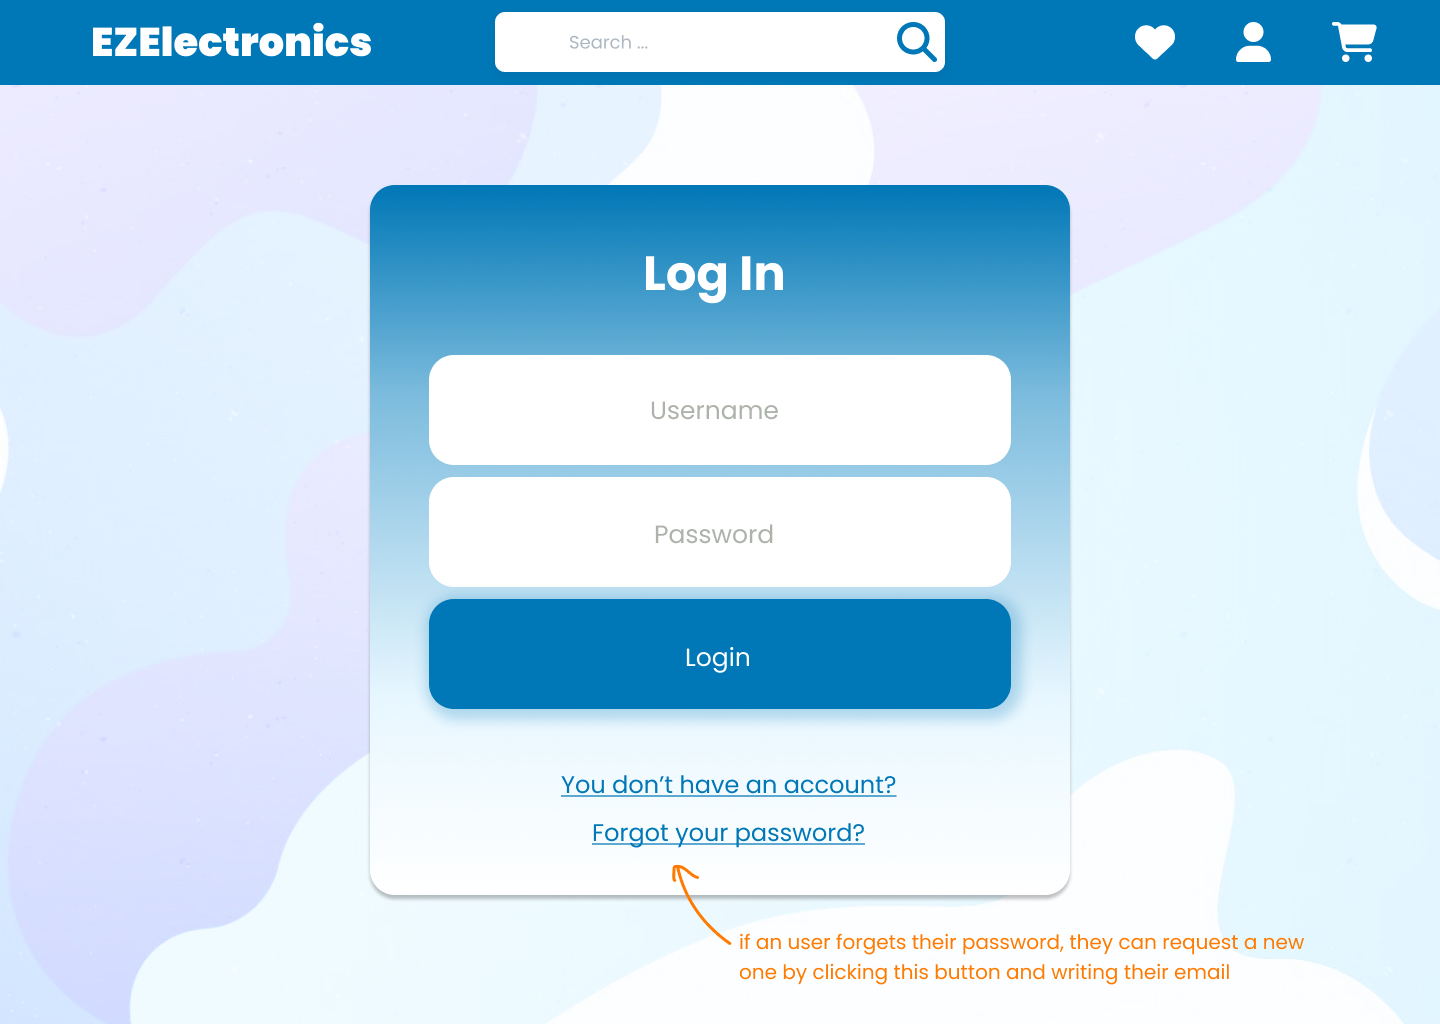 EZElectronics
Search ...
Log In
Username
Password
Login
You don’t have an account?
Forgot your password?
if an user forgets their password, they can request a new
one by clicking this button and writing their email